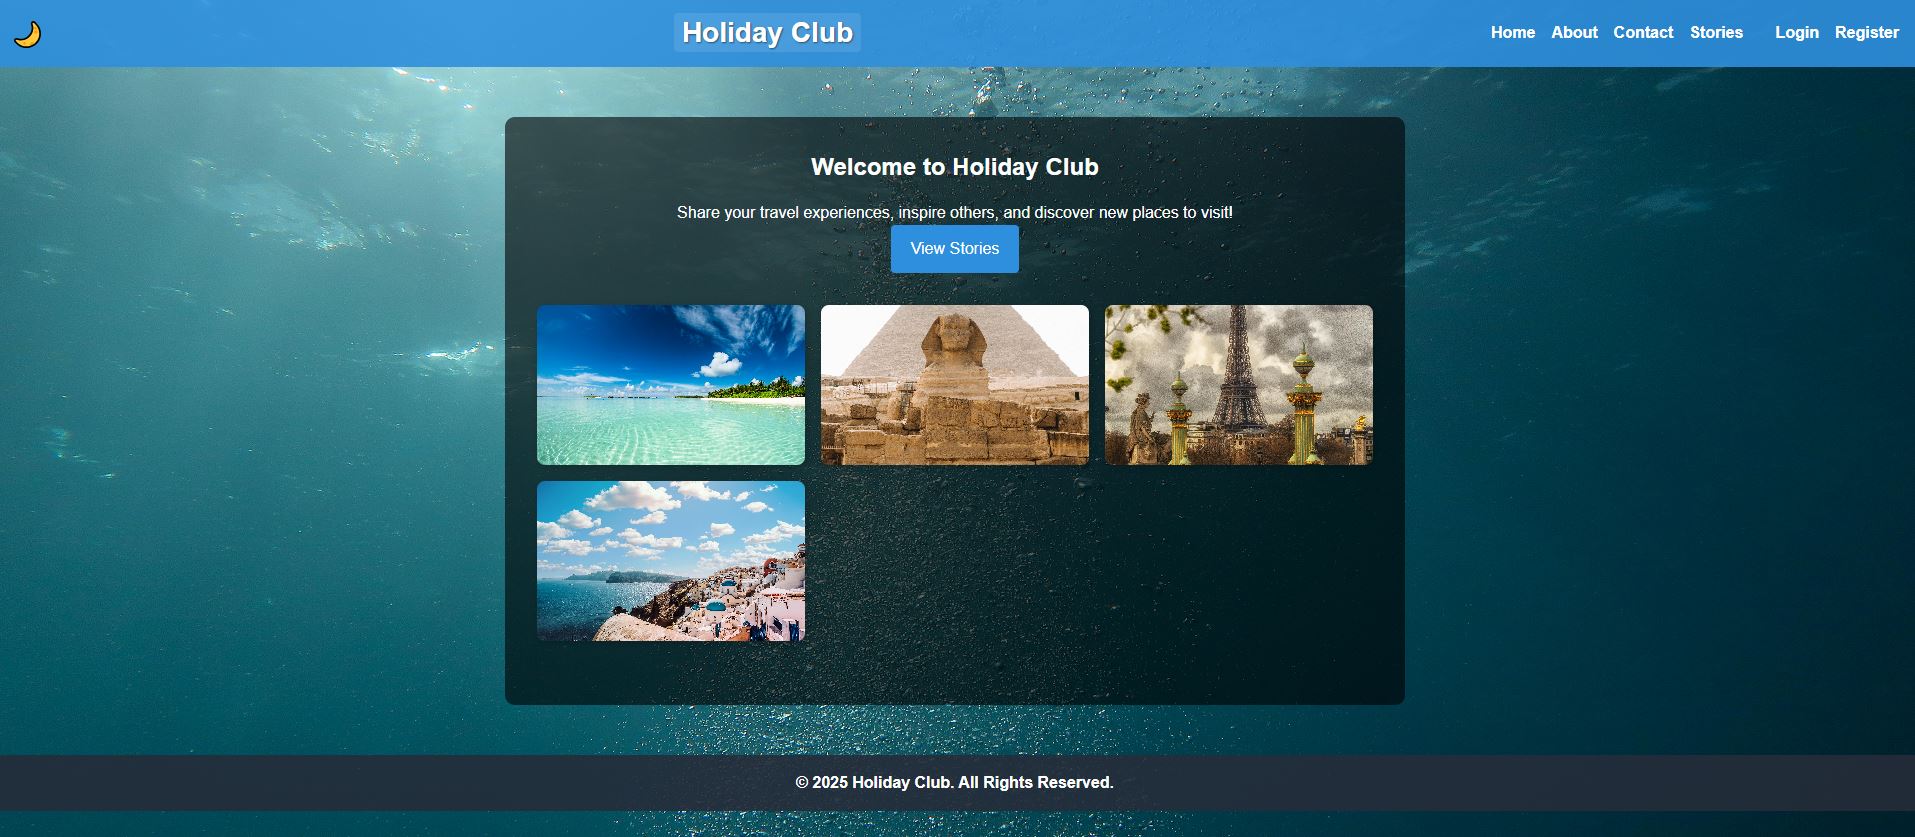 Holiday Club
Home About Contact Stories Login Register
Welcome to Holiday Club
Share your travel experiences, inspire others, and discover new places to visit!
View Stories
© 2025 Holiday Club. All Rights Reserved.